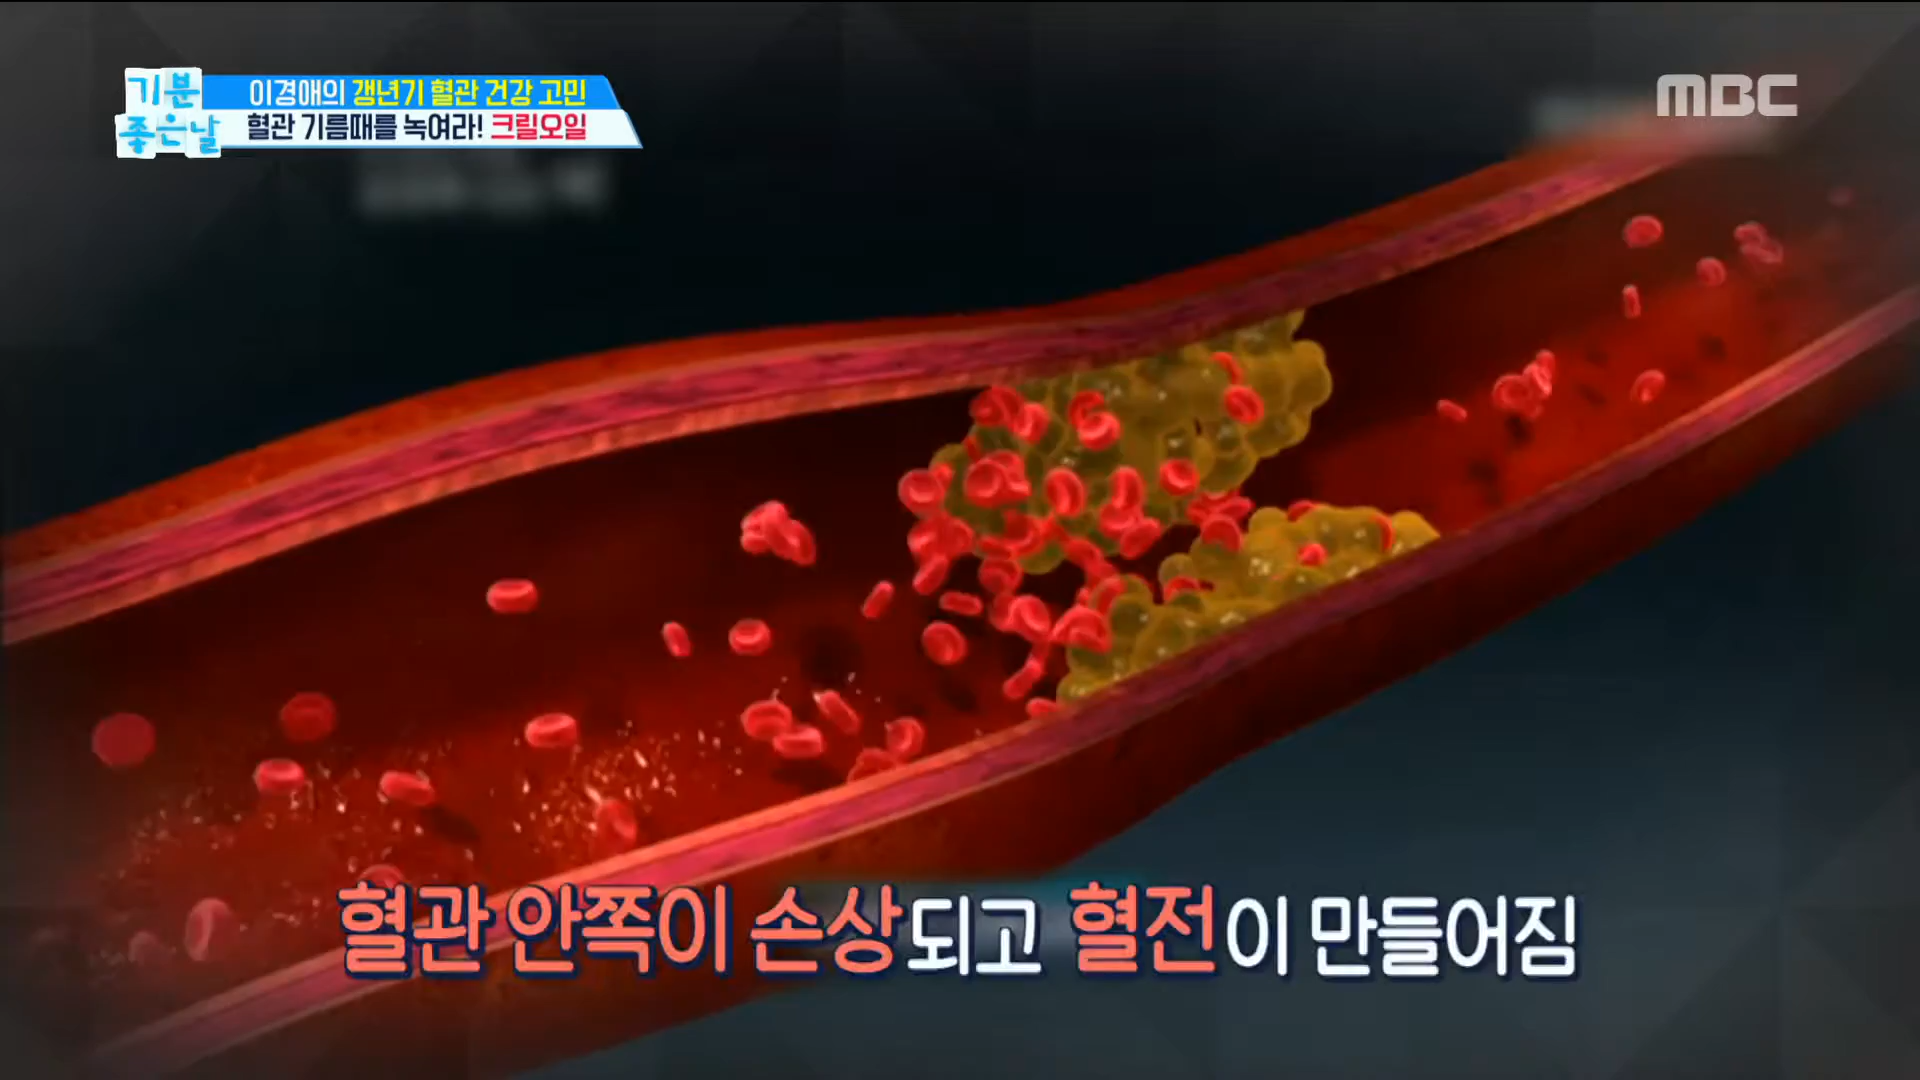 기분
좋은날
이경애의 갱년기 혈관 건강 고민
혈관 기름때를 녹여라! 크릴오일
MBC
혈관 안쪽이 손상되고 혈전이 만들어짐